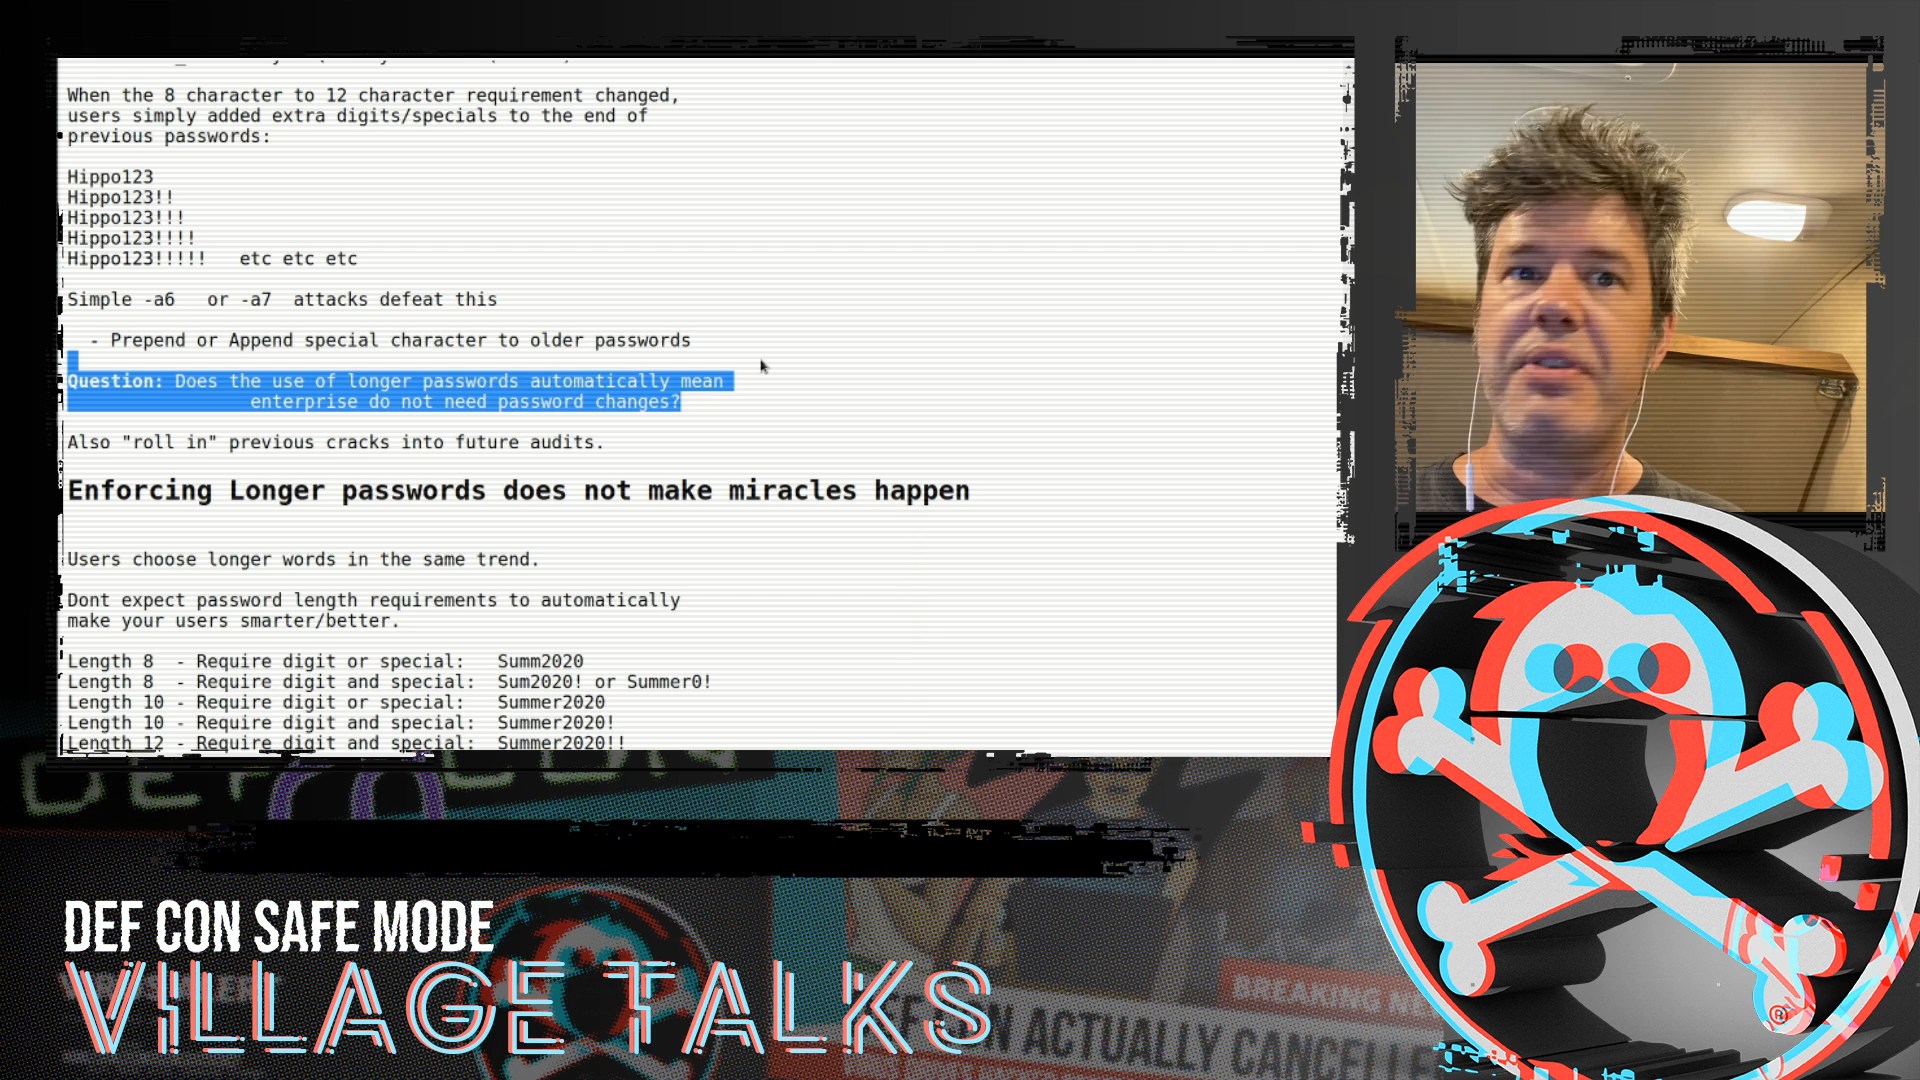 When the 8 character to 12 character requirement changed,
users simply added extra digits/specials to the end of
previous passwords:
Hippo123
Hippo123!!
Hippo123!!!
Hippo123!!!!
Hippo123!!!!! etc etc etc
Simple -a6 or -a7 attacks defeat this
- Prepend or Append special character to older passwords
Question: Does the use of longer passwords automatically mean
enterprise do not need password changes?
Also "roll in" previous cracks into future audits.
Enforcing Longer passwords does not make miracles happen
Users choose longer words in the same trend.
Dont expect password length requirements to automatically
make your users smarter/better.
Length 8 - Require digit or special: Summ2020
Length 8 - Require digit and special: Sum2020! or Summer0!
Length 10 - Require digit or special: Summer2020
Length 10 - Require digit and special: Summer2020!
Length 12 - Require digit and special: Summer2020!!
DEF CON
DEF CON SAFE MODE
VILLAGE TALKS
BREAKING NE
EF CON ACTUALLY CANCELLE
®